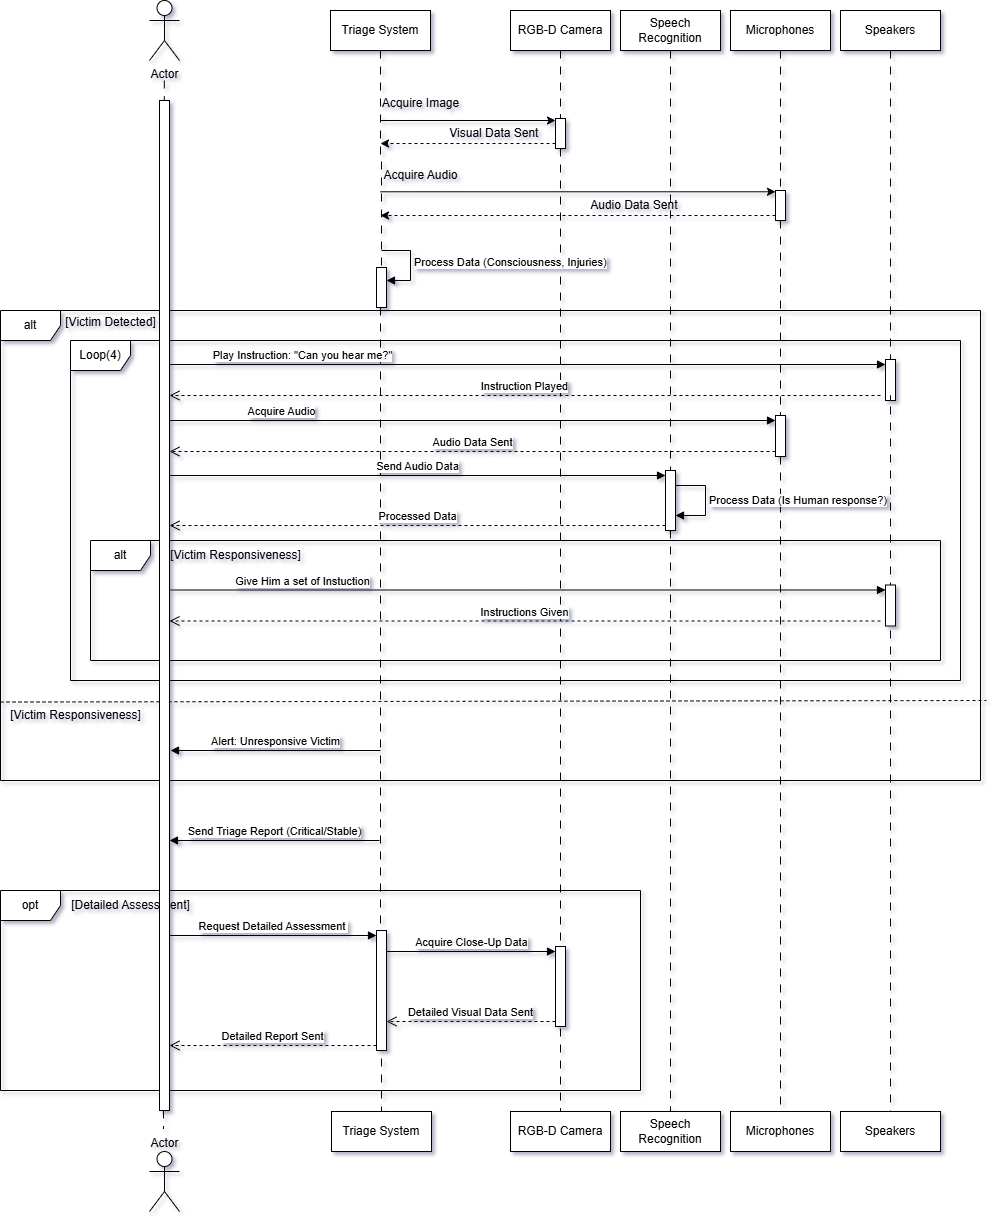 Actor
Triage System
RGB-D Camera
Speech
Recognition
Microphones
Speakers
Acquire Image
Visual Data Sent
Acquire Audio
Audio Data Sent
Process Data (Consciousness, Injuries)
alt
[Victim Detected]
Loop(4)
Play Instruction: "Can you hear me?"
Instruction Played
Acquire Audio
Audio Data Sent
Send Audio Data
Process Data (Is Human response?)
Processed Data
alt
[Victim Responsiveness]
Give Him a set of Instuction
Instructions Given
[Victim Responsiveness]
Alert: Unresponsive Victim
Send Triage Report (Critical/Stable)
opt
[Detailed Assessment]
Request Detailed Assessment
Acquire Close-Up Data
Detailed Visual Data Sent
Detailed Report Sent
Triage System
RGB-D Camera
Speech
Recognition
Microphones
Speakers
Actor